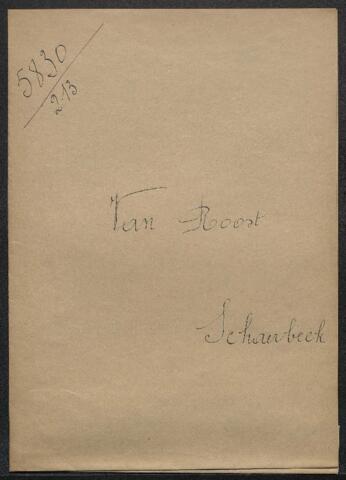 5830
213
Van Roost
Schaerbeek